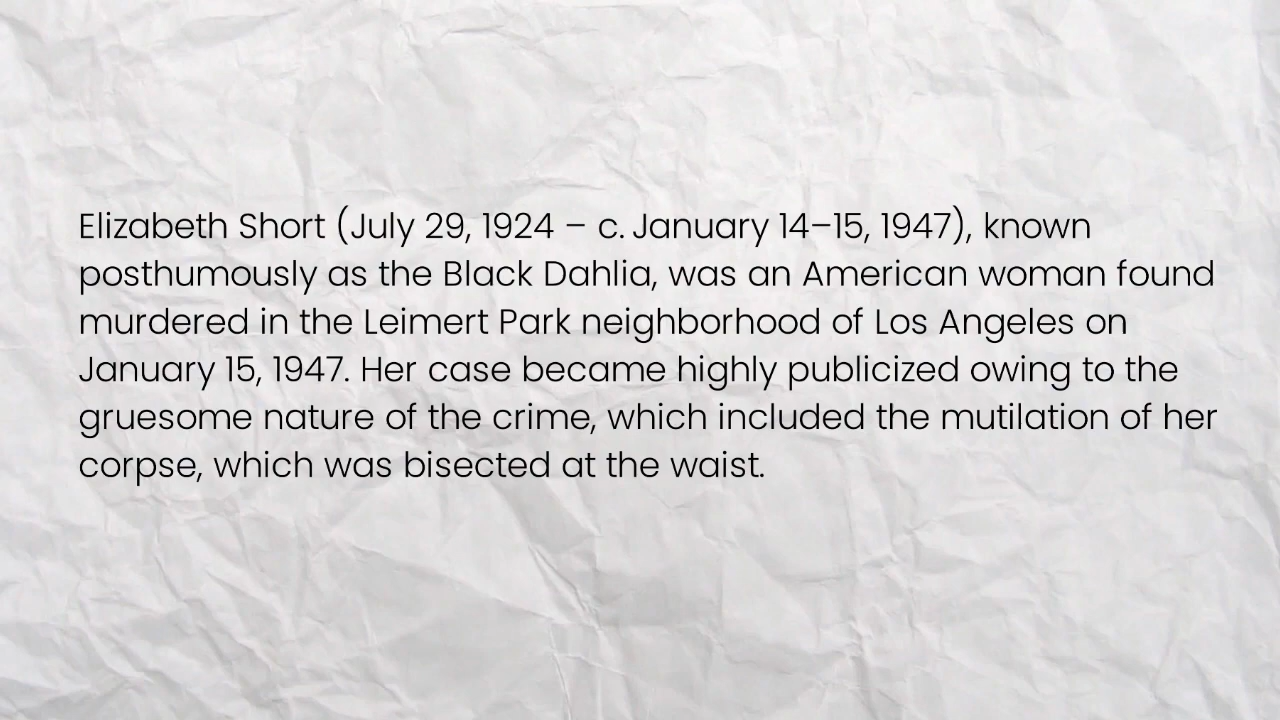 Elizabeth Short (July 29, 1924 – c. January 14–15, 1947), known
posthumously as the Black Dahlia, was an American woman found
murdered in the Leimert Park neighborhood of Los Angeles on
January 15, 1947. Her case became highly publicized owing to the
gruesome nature of the crime, which included the mutilation of her
corpse, which was bisected at the waist.